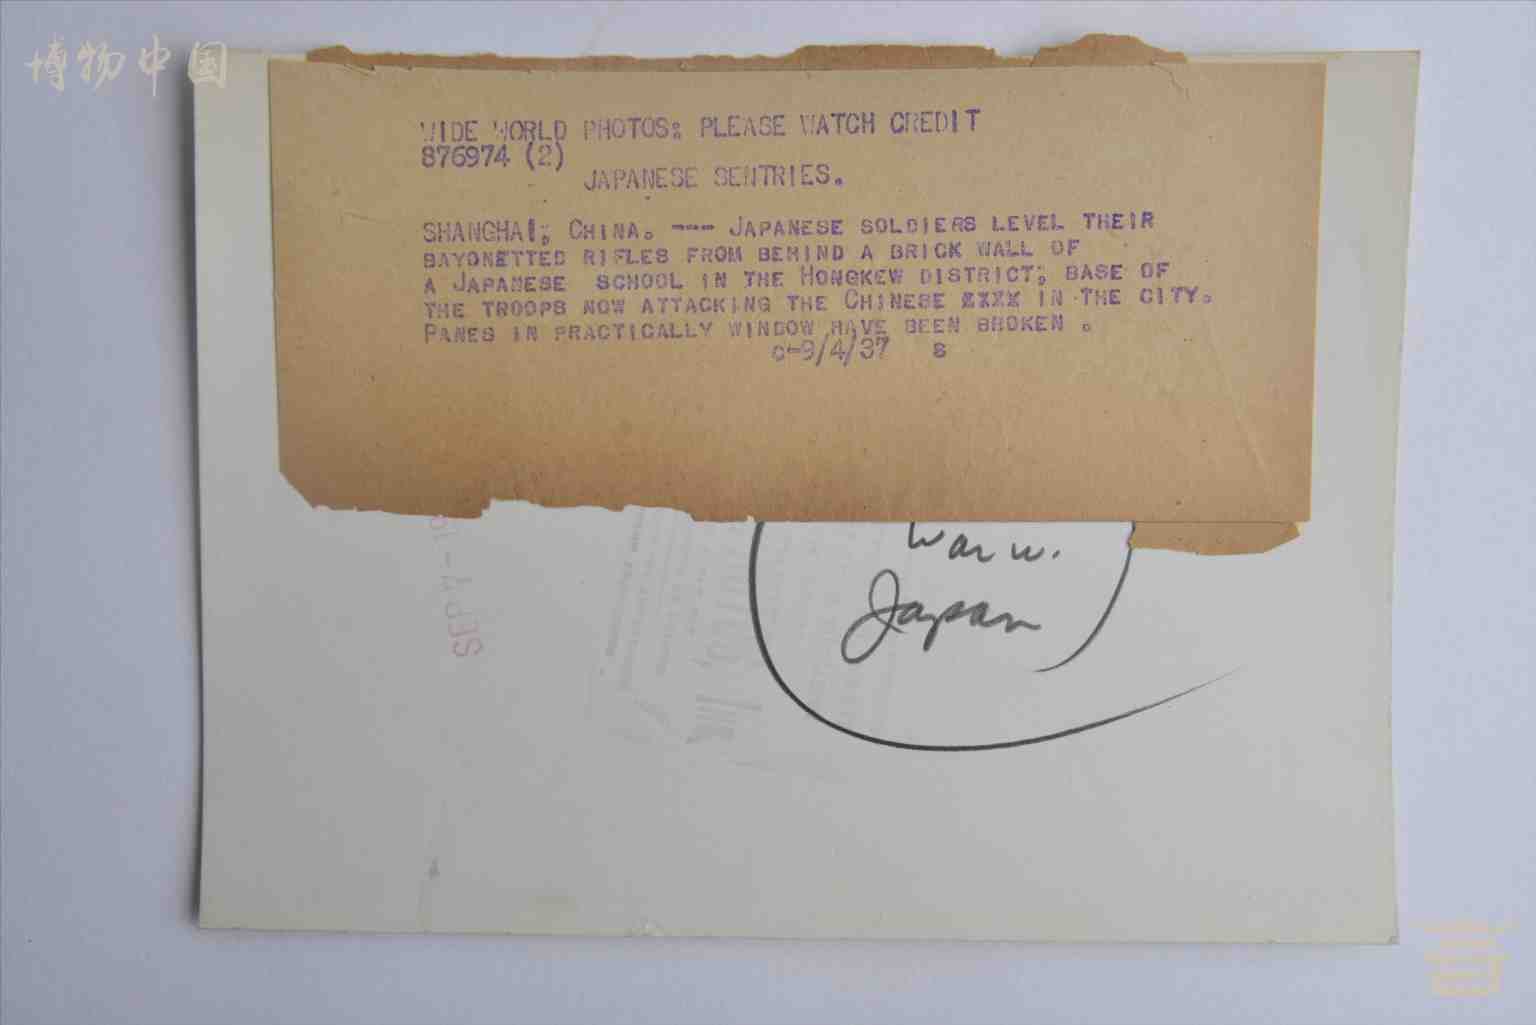 博物中国
WIDE WORLD PHOTOS: PLEASE WATCH CREDIT
876974 (2)
JAPANESE SENTRIES.
SHANGHAI; CHINA. --- JAPANESE SOLDIERS LEVEL THEIR
BAYONETTED RIFLES FROM BEHIND A BRICK WALL OF
A JAPANESE SCHOOL IN THE HONGKEW DISTRICT; BASE OF
THE TROOPS NOW ATTACKING THE CHINESE XXXX IN THE CITY.
PANES IN PRACTICALLY WINDOW HAVE BEEN BROKEN .
C-9/4/37 S
War w.
Japan
SEP 4 - 19